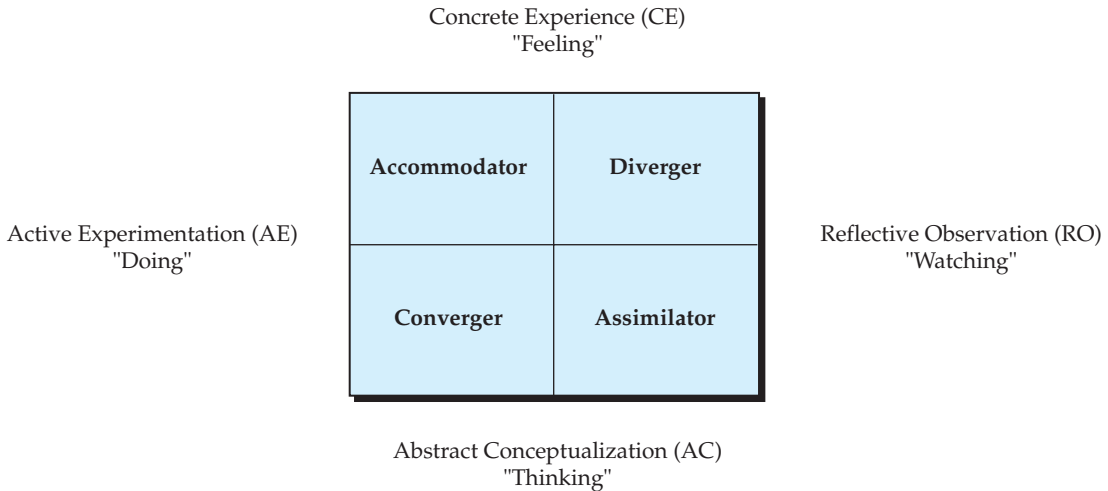 Concrete Experience (CE)
"Feeling"
Accommodator
Diverger
Active Experimentation (AE)
"Doing"
Reflective Observation (RO)
"Watching"
Converger
Assimilator
Abstract Conceptualization (AC)
"Thinking"